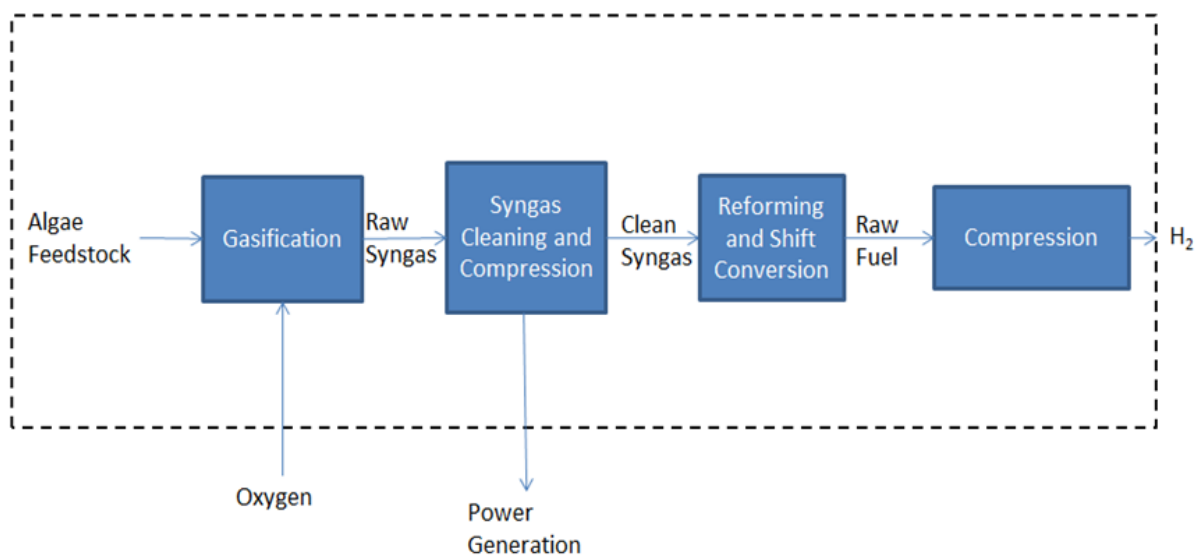 Algae
Feedstock
Gasification
Raw
Syngas
Syngas
Cleaning and
Compression
Clean
Syngas
Reforming
and Shift
Conversion
Raw
Fuel
Compression
H₂
Oxygen
Power
Generation